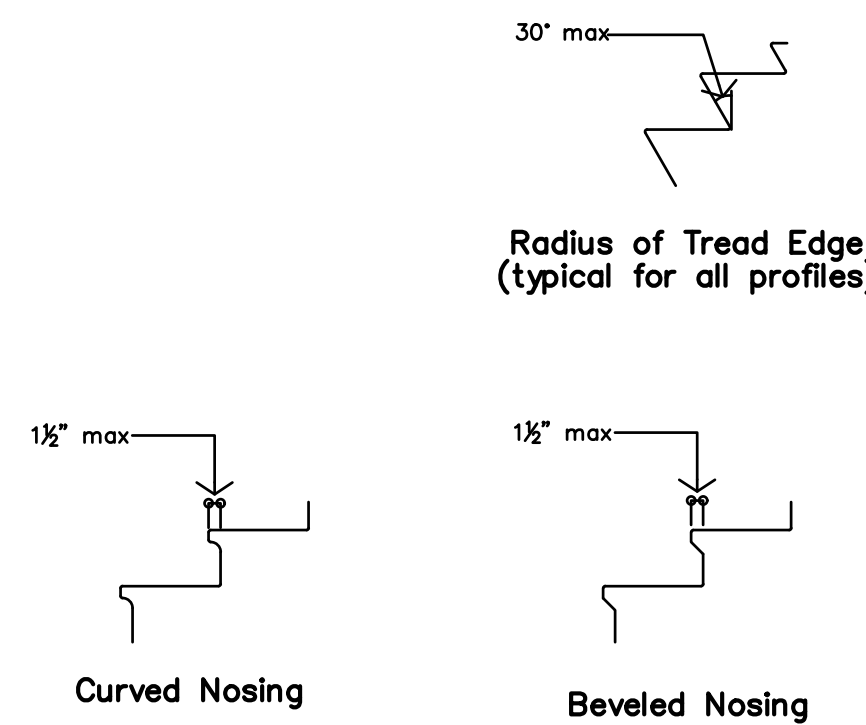 30° max
Radius of Tread Edge
(typical for all profiles)
1½" max
1½" max
Curved Nosing
Beveled Nosing